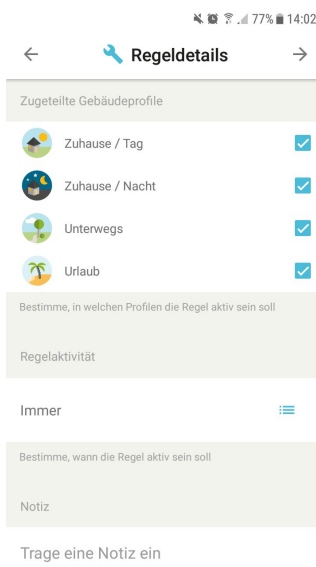 77% 14:02
Regeldetails
Zugeteilte Gebäudeprofile
Zuhause / Tag
Zuhause / Nacht
Unterwegs
Urlaub
Bestimme, in welchen Profilen die Regel aktiv sein soll
Regelaktivität
Immer
Bestimme, wann die Regel aktiv sein soll
Notiz
Trage eine Notiz ein